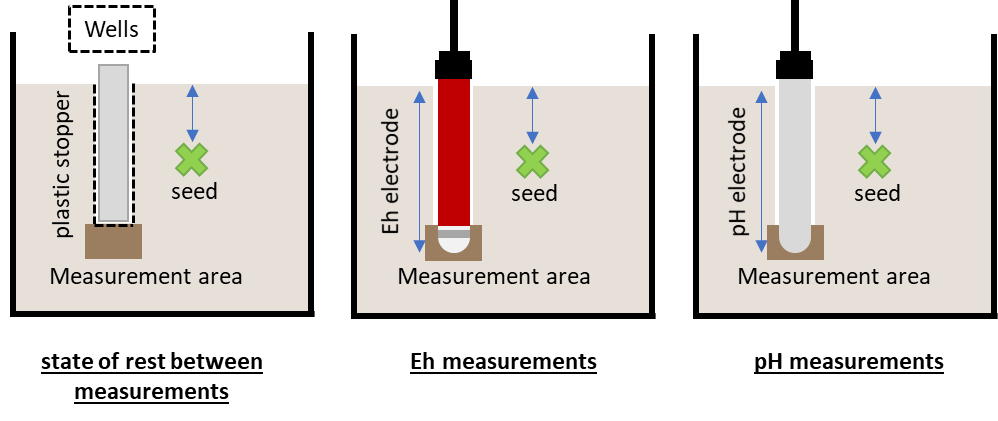 Wells
plastic stopper
seed
Measurement area
state of rest between
measurements
Eh electrode
seed
Measurement area
Eh measurements
pH electrode
seed
Measurement area
pH measurements